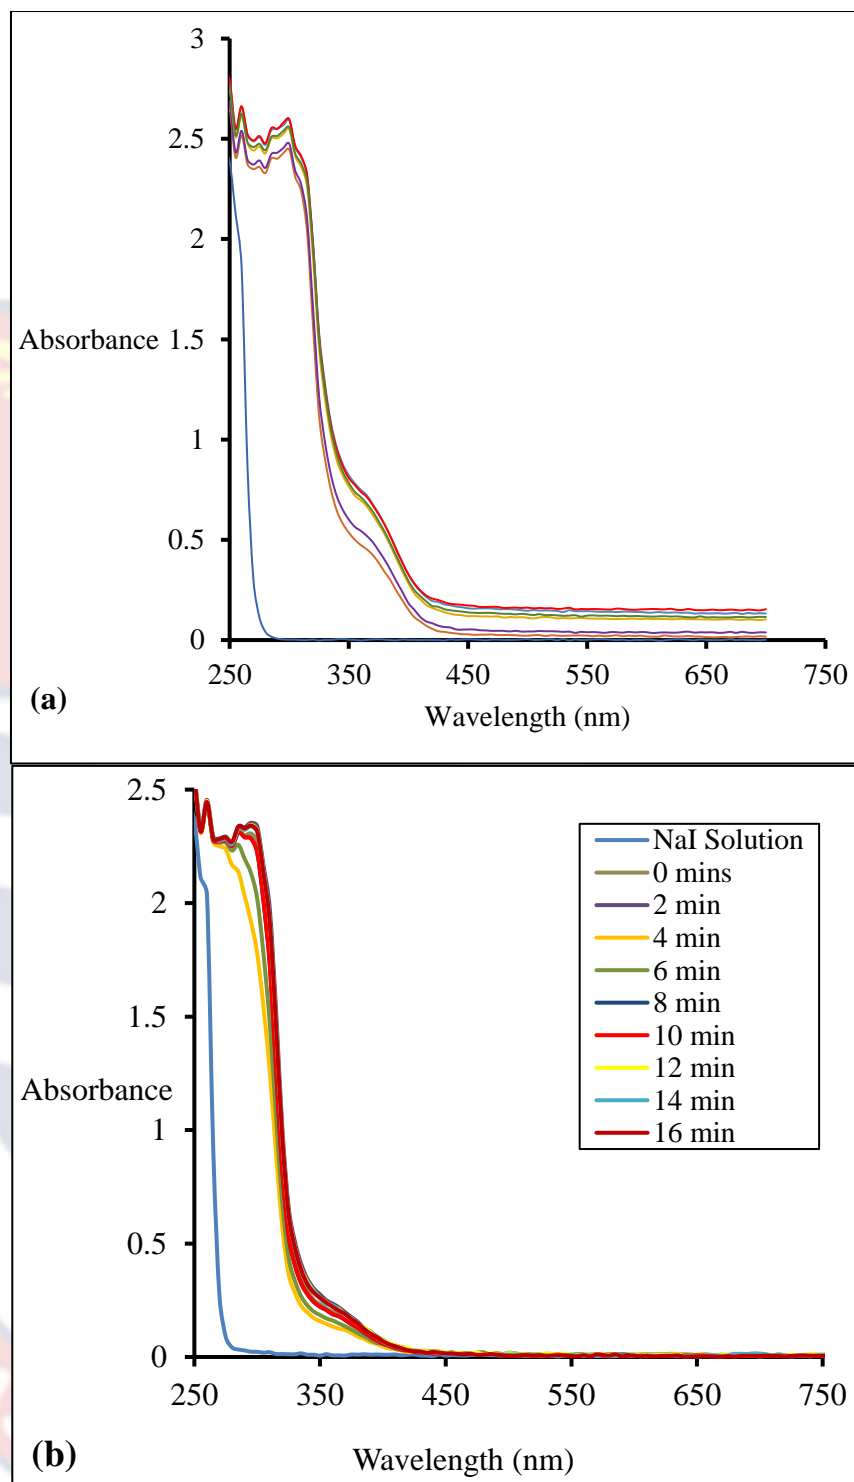 3
2.5
2
Absorbance 1.5
1
0.5
0
250 350 450 550 650 750
(a)
Wavelength (nm)
2.5
2
1.5
Absorbance
1
0.5
0
NaI Solution
0 mins
2 min
4 min
6 min
8 min
10 min
12 min
14 min
16 min
250 350 450 550 650 750
(b) Wavelength (nm)